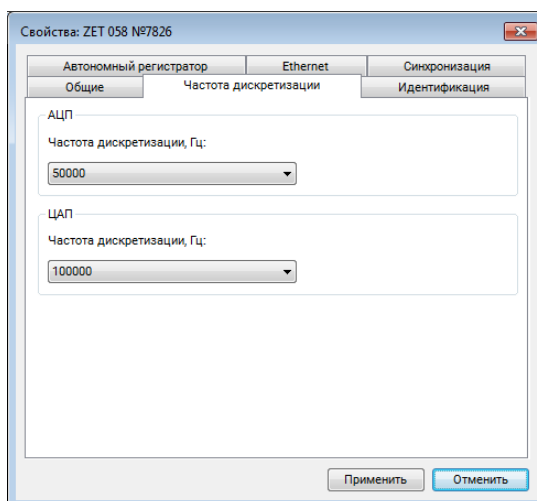 Свойства: ZET 058 №7826
Автономный регистратор Ethernet Синхронизация
Общие Частота дискретизации Идентификация
АЦП
Частота дискретизации, Гц:
50000
ЦАП
Частота дискретизации, Гц:
100000
Применить Отменить